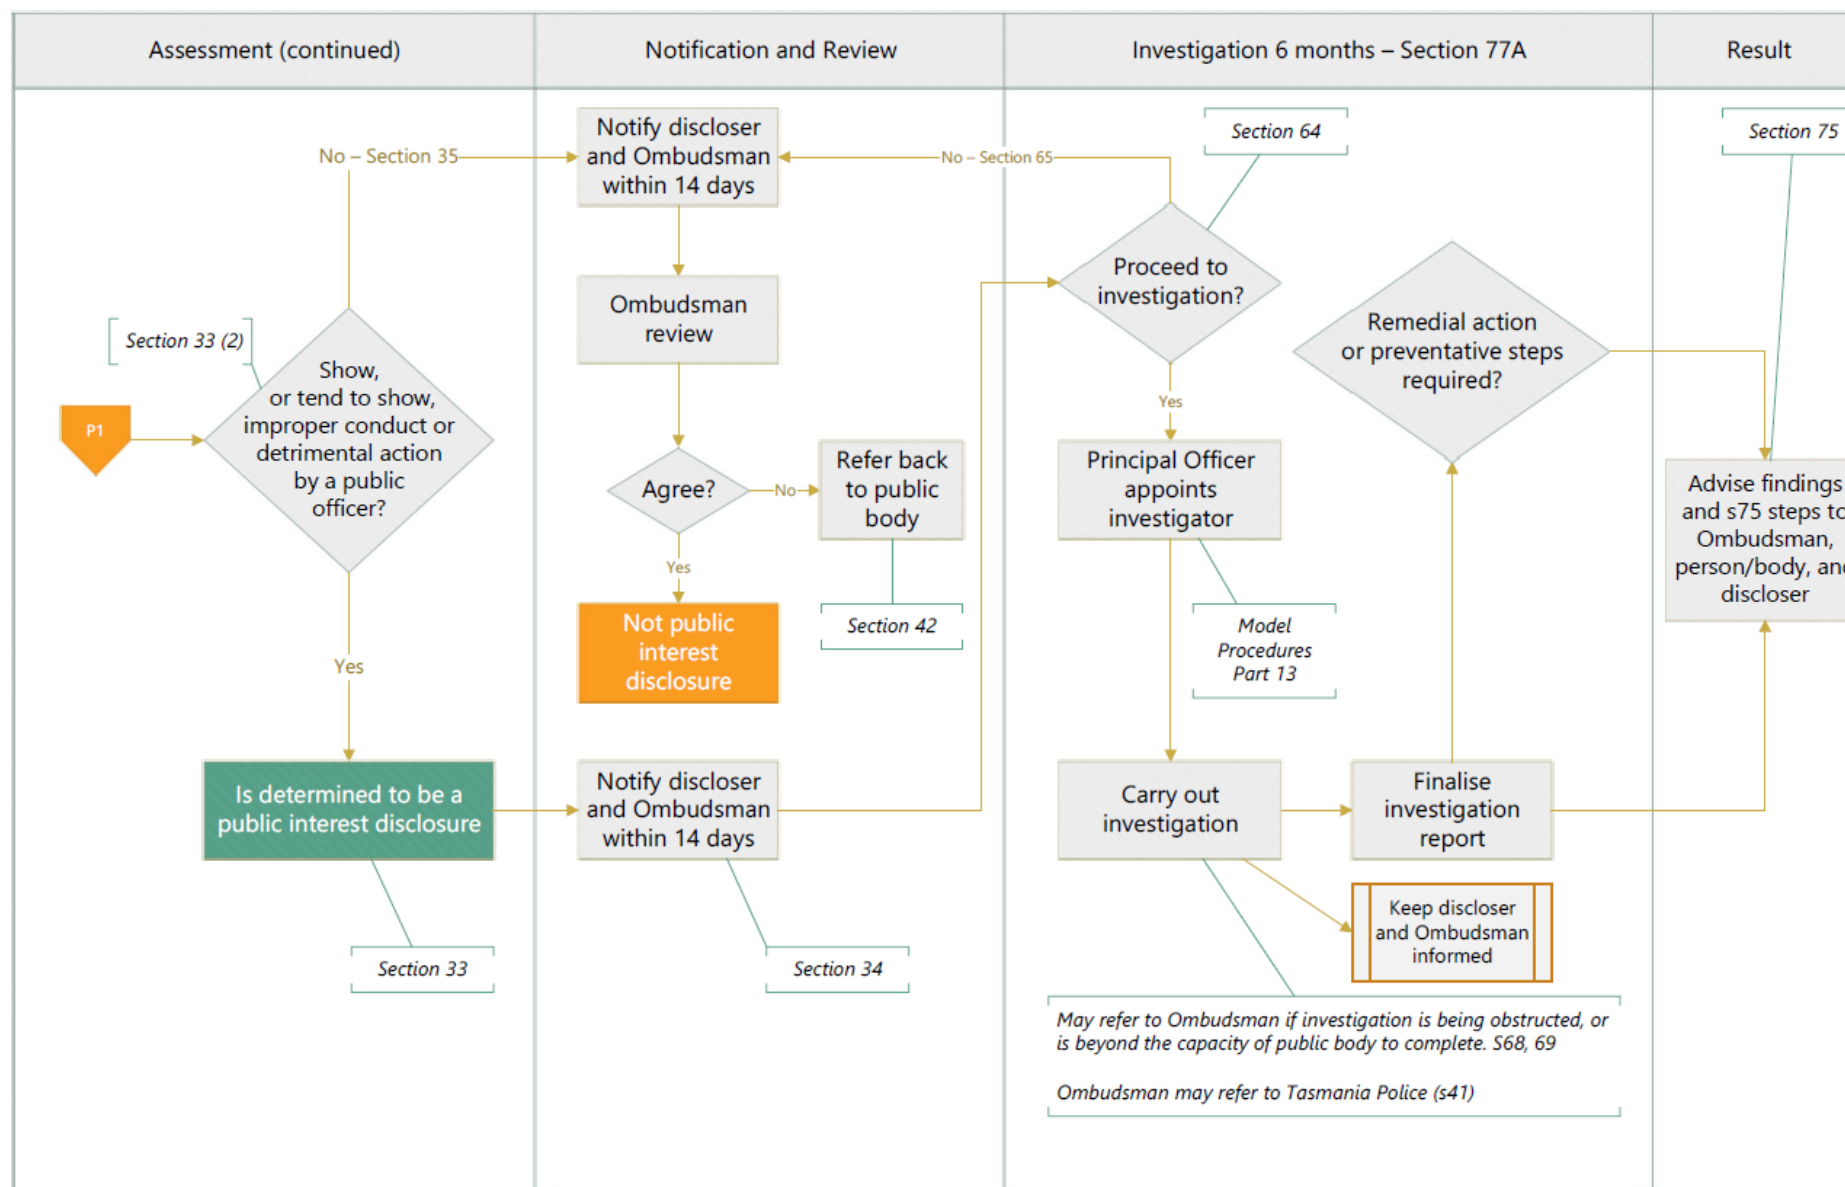 Assessment (continued)
Notification and Review
Investigation 6 months – Section 77A
Result
No – Section 35
Section 33 (2)
P1
Show,
or tend to show,
improper conduct or
detrimental action
by a public
officer?
Yes
Is determined to be a
public interest disclosure
Section 33
Notify discloser
and Ombudsman
within 14 days
Ombudsman
review
Agree?
No
Refer back
to public
body
Section 42
Yes
Not public
interest
disclosure
Notify discloser
and Ombudsman
within 14 days
Section 34
No – Section 65
Section 64
Proceed to
investigation?
Yes
Principal Officer
appoints
investigator
Model
Procedures
Part 13
Carry out
investigation
Finalise
investigation
report
Remedial action
or preventative steps
required?
Keep discloser
and Ombudsman
informed
May refer to Ombudsman if investigation is being obstructed, or
is beyond the capacity of public body to complete. S68, 69
Ombudsman may refer to Tasmania Police (s41)
Section 75
Advise findings
and s75 steps to
Ombudsman,
person/body, and
discloser